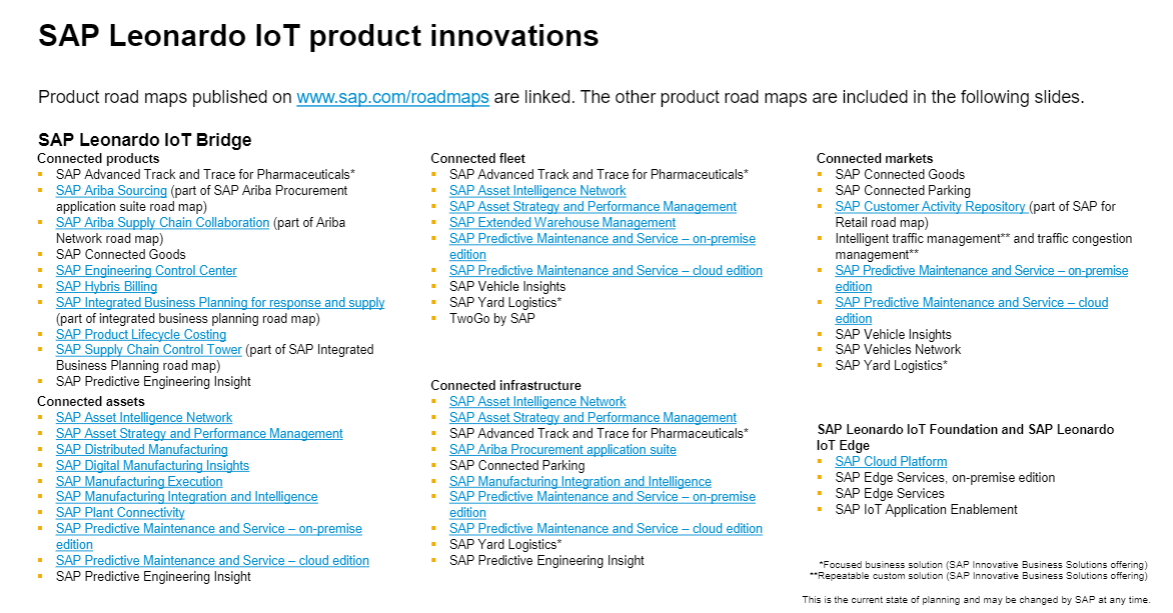 SAP Leonardo IoT product innovations
Product road maps published on www.sap.com/roadmaps are linked. The other product road maps are included in the following slides.
SAP Leonardo IoT Bridge
Connected products
▪ SAP Advanced Track and Trace for Pharmaceuticals*
▪ SAP Ariba Sourcing (part of SAP Ariba Procurement
application suite road map)
▪ SAP Ariba Supply Chain Collaboration (part of Ariba
Network road map)
▪ SAP Connected Goods
▪ SAP Engineering Control Center
▪ SAP Hybris Billing
▪ SAP Integrated Business Planning for response and supply
(part of integrated business planning road map)
▪ SAP Product Lifecycle Costing
▪ SAP Supply Chain Control Tower (part of SAP Integrated
Business Planning road map)
▪ SAP Predictive Engineering Insight
Connected assets
▪ SAP Asset Intelligence Network
▪ SAP Asset Strategy and Performance Management
▪ SAP Distributed Manufacturing
▪ SAP Digital Manufacturing Insights
▪ SAP Manufacturing Execution
▪ SAP Manufacturing Integration and Intelligence
▪ SAP Plant Connectivity
▪ SAP Predictive Maintenance and Service – on-premise
edition
▪ SAP Predictive Maintenance and Service – cloud edition
▪ SAP Predictive Engineering Insight
Connected fleet
▪ SAP Advanced Track and Trace for Pharmaceuticals*
▪ SAP Asset Intelligence Network
▪ SAP Asset Strategy and Performance Management
▪ SAP Extended Warehouse Management
▪ SAP Predictive Maintenance and Service – on-premise
edition
▪ SAP Predictive Maintenance and Service – cloud edition
▪ SAP Vehicle Insights
▪ SAP Yard Logistics*
▪ TwoGo by SAP
Connected infrastructure
▪ SAP Asset Intelligence Network
▪ SAP Asset Strategy and Performance Management
▪ SAP Advanced Track and Trace for Pharmaceuticals*
▪ SAP Ariba Procurement application suite
▪ SAP Connected Parking
▪ SAP Manufacturing Integration and Intelligence
▪ SAP Predictive Maintenance and Service – on-premise
edition
▪ SAP Predictive Maintenance and Service – cloud edition
▪ SAP Yard Logistics*
▪ SAP Predictive Engineering Insight
Connected markets
▪ SAP Connected Goods
▪ SAP Connected Parking
▪ SAP Customer Activity Repository (part of SAP for
Retail road map)
▪ Intelligent traffic management** and traffic congestion
management**
▪ SAP Predictive Maintenance and Service – on-premise
edition
▪ SAP Predictive Maintenance and Service – cloud
edition
▪ SAP Vehicle Insights
▪ SAP Vehicles Network
▪ SAP Yard Logistics*
SAP Leonardo IoT Foundation and SAP Leonardo
IoT Edge
▪ SAP Cloud Platform
▪ SAP Edge Services, on-premise edition
▪ SAP Edge Services
▪ SAP IoT Application Enablement
*Focused business solution (SAP Innovative Business Solutions offering)
**Repeatable custom solution (SAP Innovative Business Solutions offering)
This is the current state of planning and may be changed by SAP at any time.